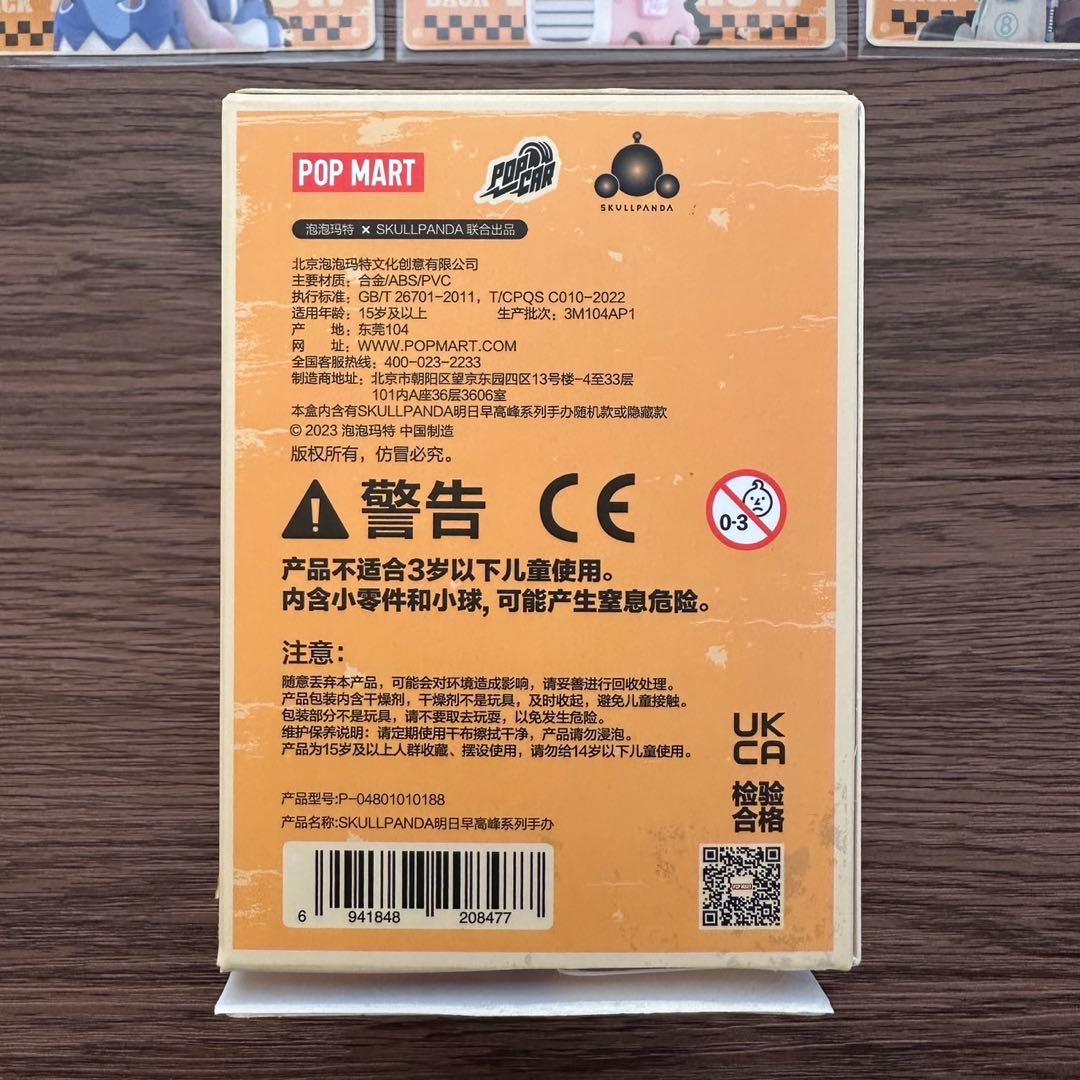 BACK
NOW
BACK
NOW
BACK
8
POP MART
POP CAR
SKULLPANDA
泡泡玛特 × SKULLPANDA 联合出品
北京泡泡玛特文化创意有限公司
主要材质：合金/ABS/PVC
执行标准：GB/T 26701-2011，T/CPQS C010-2022
适用年龄：15岁及以上 生产批次：3M104AP1
产 地：东莞104
网 址：WWW.POPMART.COM
全国客服热线：400-023-2233
制造商地址：北京市朝阳区望京东园四区13号楼-4至33层
101内A座36层3606室
本盒内含有SKULLPANDA明日早高峰系列手办随机款或隐藏款
© 2023 泡泡玛特 中国制造
版权所有，仿冒必究。
警告 CE
0-3
产品不适合3岁以下儿童使用。
内含小零件和小球, 可能产生窒息危险。
注意：
随意丢弃本产品，可能会对环境造成影响，请妥善进行回收处理。
产品包装内含干燥剂，干燥剂不是玩具，及时收起，避免儿童接触。
包装部分不是玩具，请不要取去玩耍，以免发生危险。
维护保养说明：请定期使用干布擦拭干净，产品请勿浸泡。
产品为15岁及以上人群收藏、摆设使用，请勿给14岁以下儿童使用。
UK
CA
检验
合格
产品型号:P-04801010188
产品名称:SKULLPANDA明日早高峰系列手办
POP MART
6 941848 208477